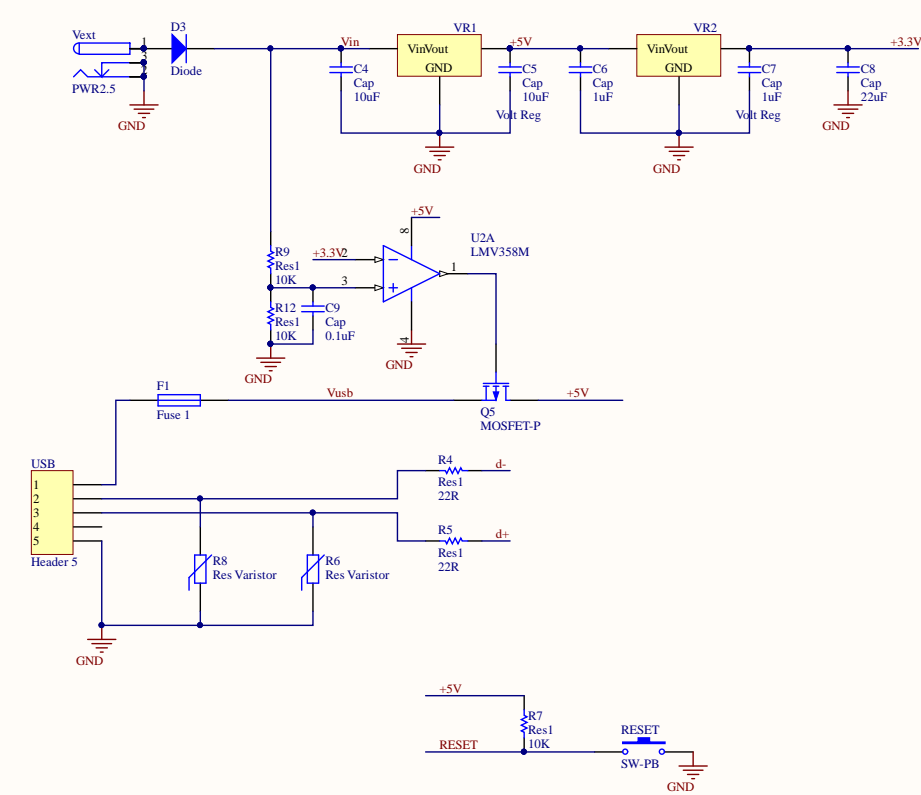 Vext
1
3
2
PWR2.5
GND
D3
Diode
Vin
C4
Cap
10uF
VR1
VinVout
GND
GND
+5V
C5
Cap
10uF
Volt Reg
C6
Cap
1uF
VR2
VinVout
GND
GND
C7
Cap
1uF
Volt Reg
C8
Cap
22uF
GND
+3.3V
R9
Res1
10K
R12
Res1
10K
GND
C9
Cap
0.1uF
+3.3V
2
3
+5V
8
1
4
GND
U2A
LMV358M
F1
Fuse 1
Vusb
Q5
MOSFET-P
+5V
USB
1
2
3
4
5
Header 5
GND
R8
Res Varistor
R6
Res Varistor
R4
Res1
22R
d-
R5
Res1
22R
d+
+5V
R7
Res1
10K
RESET
RESET
SW-PB
GND